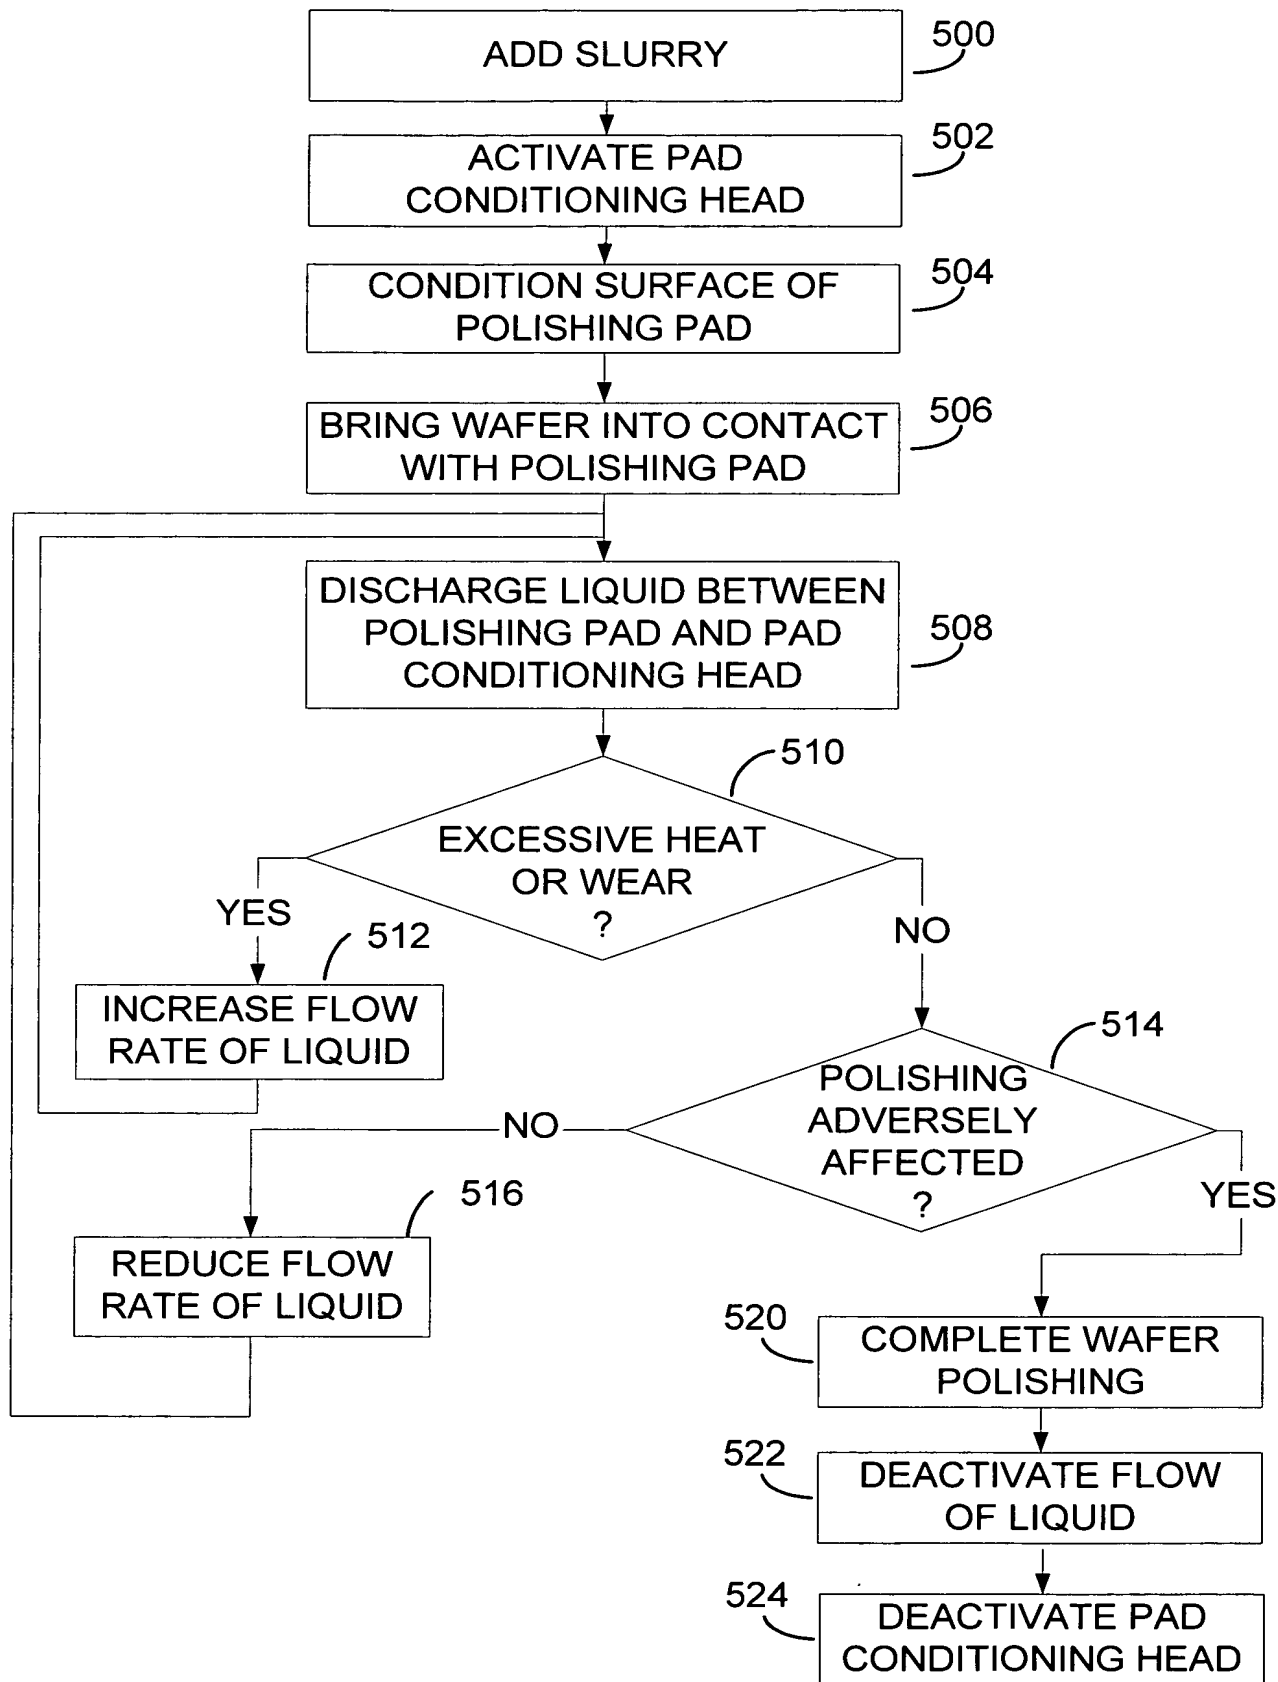 ADD SLURRY
500
ACTIVATE PAD
CONDITIONING HEAD
502
CONDITION SURFACE OF
POLISHING PAD
504
BRING WAFER INTO CONTACT
WITH POLISHING PAD
506
DISCHARGE LIQUID BETWEEN
POLISHING PAD AND PAD
CONDITIONING HEAD
508
510
EXCESSIVE HEAT
OR WEAR
?
YES
NO
512
INCREASE FLOW
RATE OF LIQUID
514
POLISHING
ADVERSELY
AFFECTED
?
NO
YES
516
REDUCE FLOW
RATE OF LIQUID
520
COMPLETE WAFER
POLISHING
522
DEACTIVATE FLOW
OF LIQUID
524
DEACTIVATE PAD
CONDITIONING HEAD